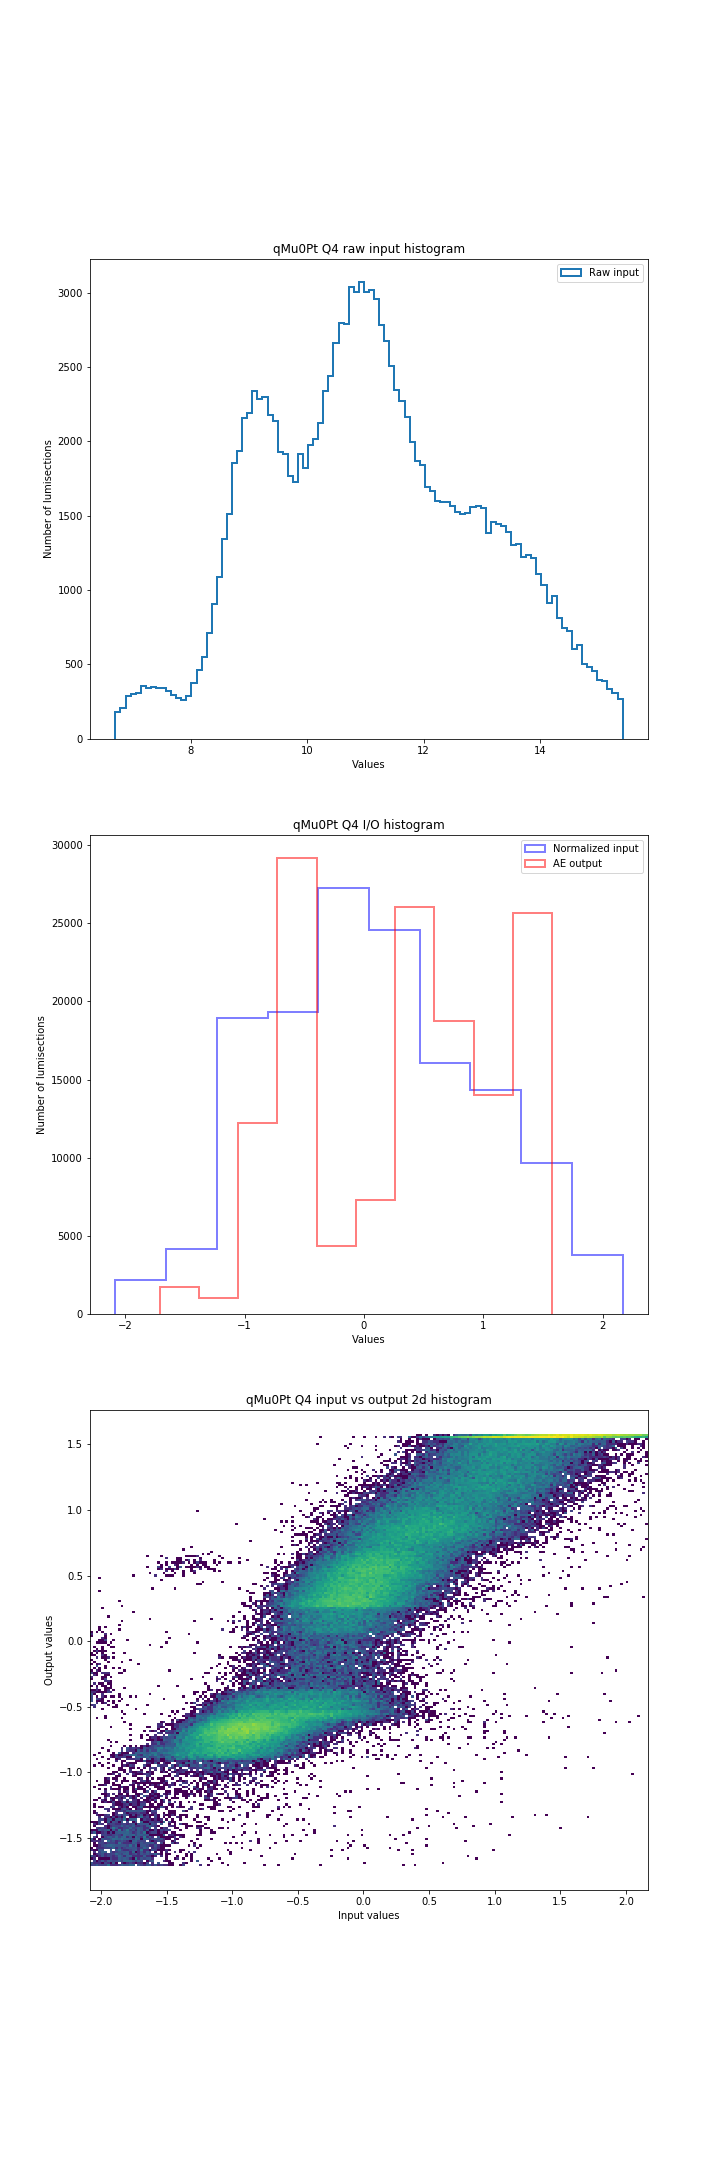 qMu0Pt Q4 raw input histogram
Raw input
3000
2500
2000
1500
1000
500
0
Number of lumisections
8 10 12 14
Values
qMu0Pt Q4 I/O histogram
Normalized input
AE output
30000
25000
20000
15000
10000
5000
0
Number of lumisections
−2 −1 0 1 2
Values
qMu0Pt Q4 input vs output 2d histogram
1.5
1.0
0.5
0.0
−0.5
−1.0
−1.5
Output values
−2.0 −1.5 −1.0 −0.5 0.0 0.5 1.0 1.5 2.0
Input values